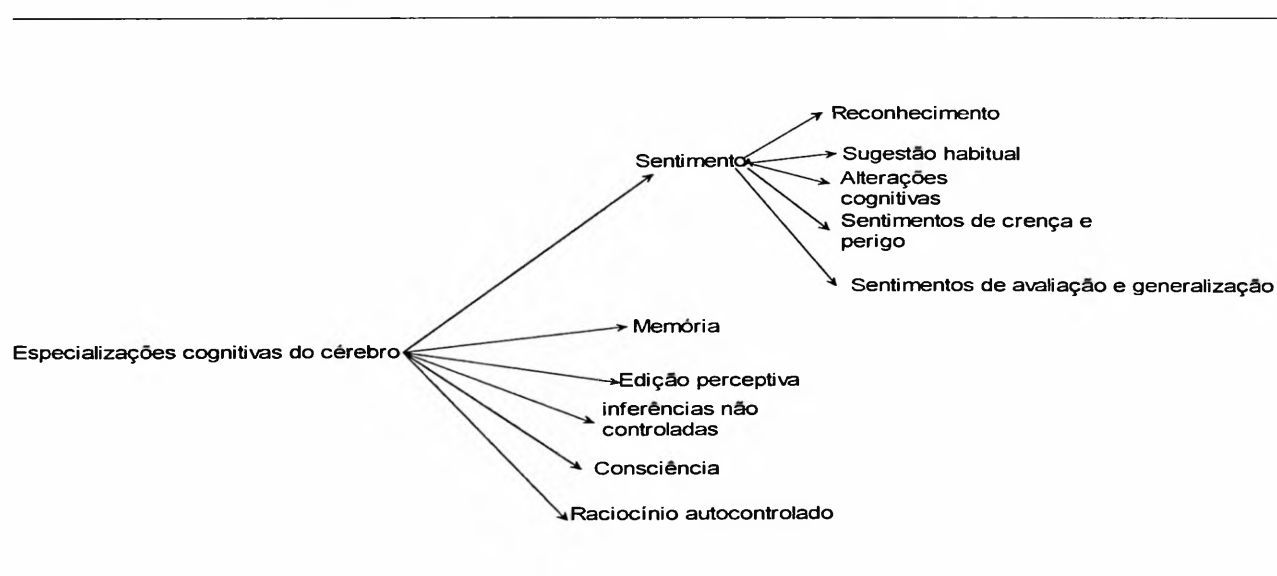 Reconhecimento
Sentimento
Sugestão habitual
Alterações
cognitivas
Sentimentos de crença e
perigo
Sentimentos de avaliação e generalização
Memória
Especializações cognitivas do cérebro
Edição perceptiva
inferências não
controladas
Consciência
Raciocínio autocontrolado